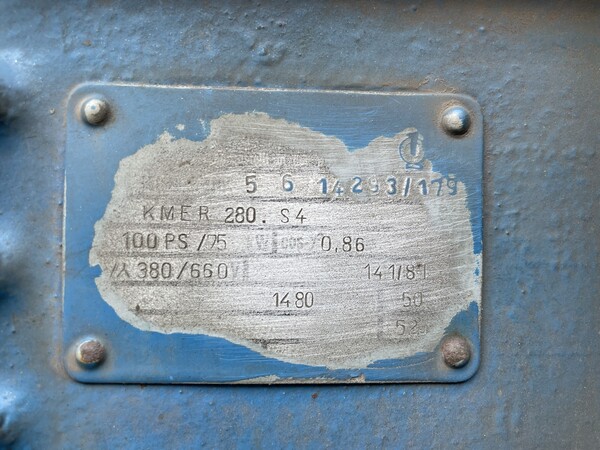 5 6 14293/179
KMER 280. S4
100 PS /75 KW cos 0,86
380/660 V 141/81
1480 50